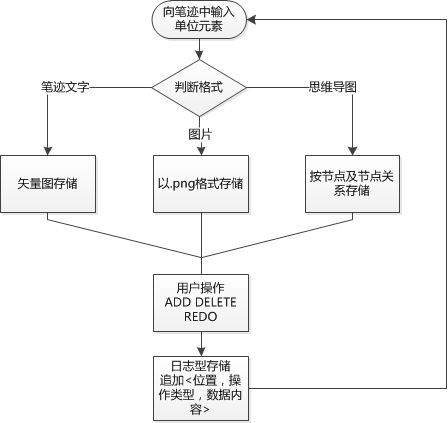 向笔迹中输入
单位元素
判断格式
笔迹文字
思维导图
图片
矢量图存储
以.png格式存储
按节点及节点关
系存储
用户操作
ADD DELETE
REDO
日志型存储
追加<位置，操
作类型，数据内
容>